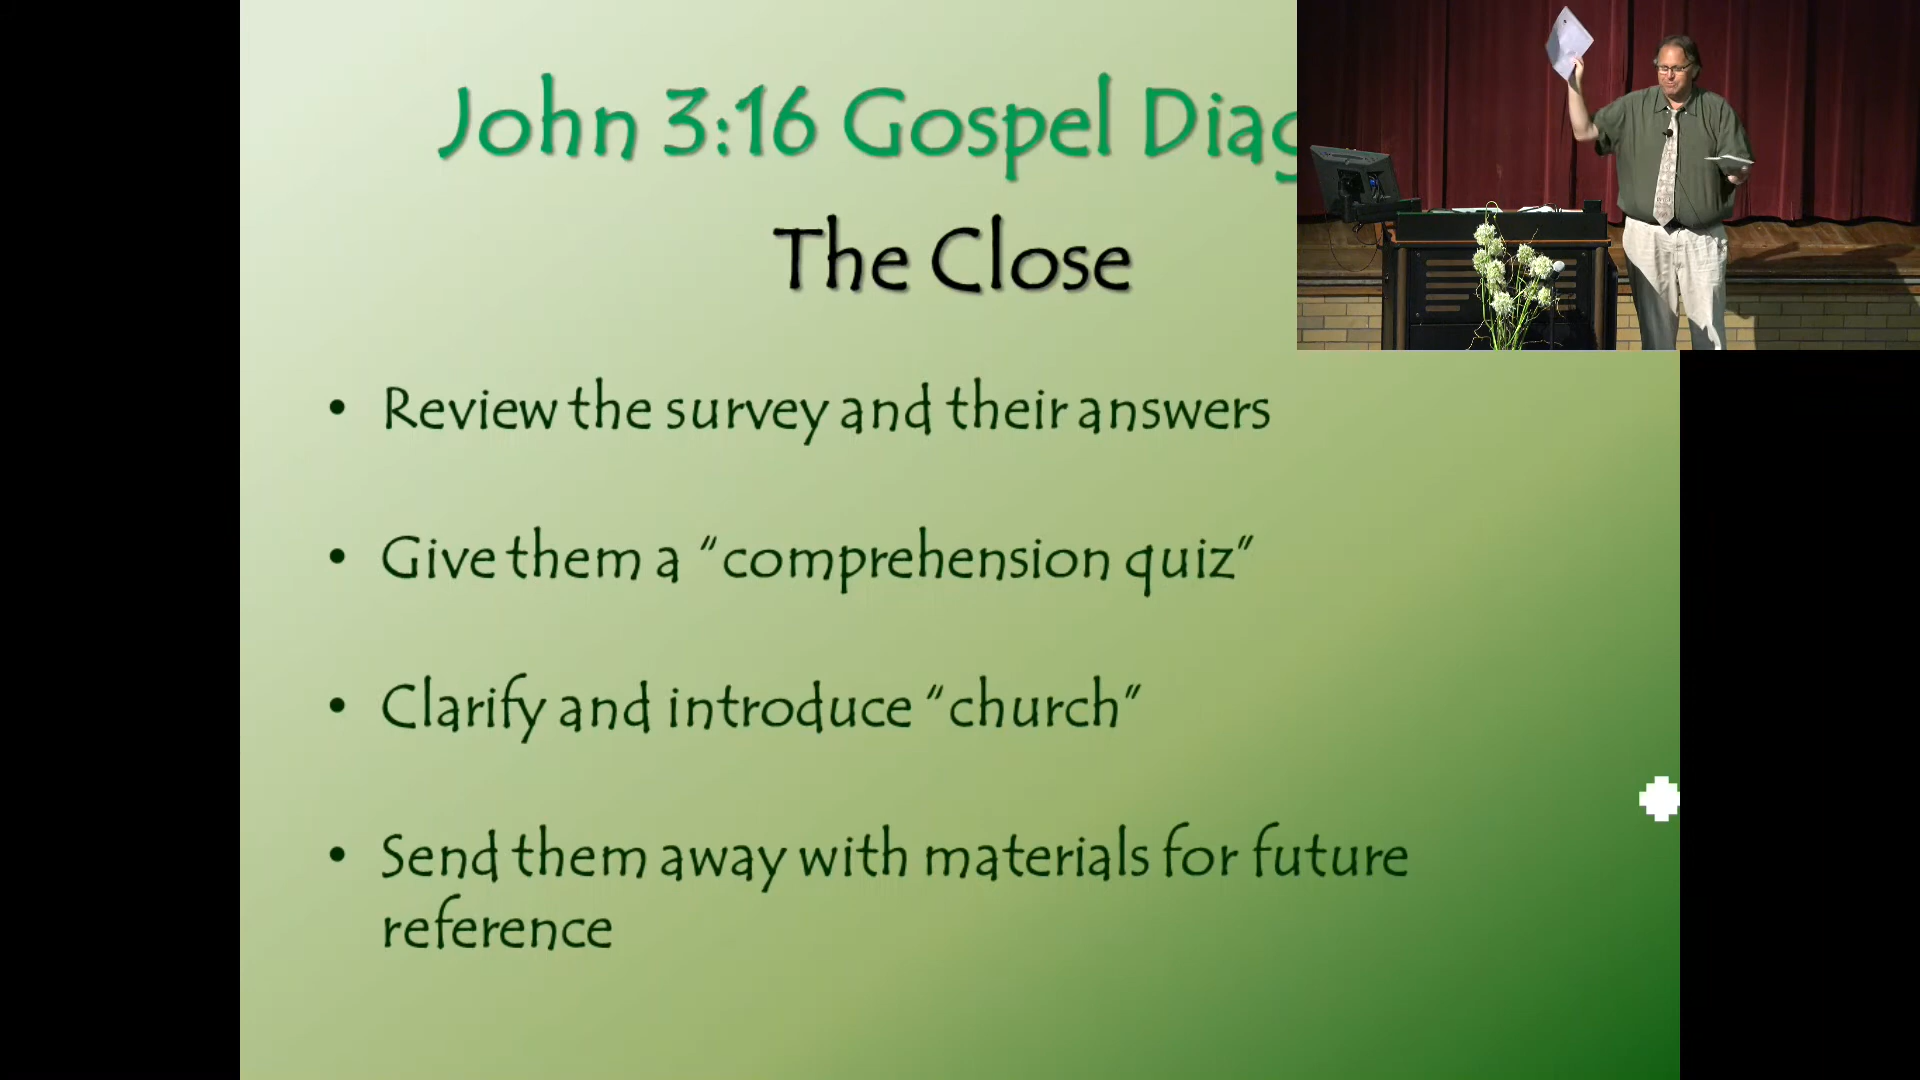 John 3:16 Gospel
The Close
• Review the survey and their answers
• Give them a “comprehension quiz”
• Clarify and introduce “church”
• Send them away with materials for future
reference